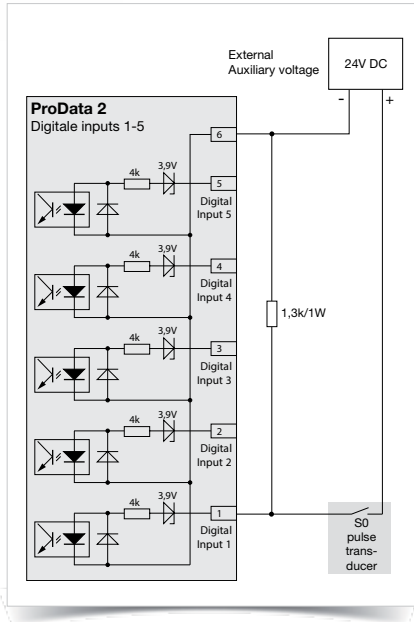 External
Auxiliary voltage
24V DC
- +
ProData 2
Digitale inputs 1-5
6
4k 3,9V
5
Digital
Input 5
4k 3,9V
4
Digital
Input 4
1,3k/1W
4k 3,9V
3
Digital
Input 3
4k 3,9V
2
Digital
Input 2
4k 3,9V
1
Digital
Input 1
S0
pulse
trans-
ducer